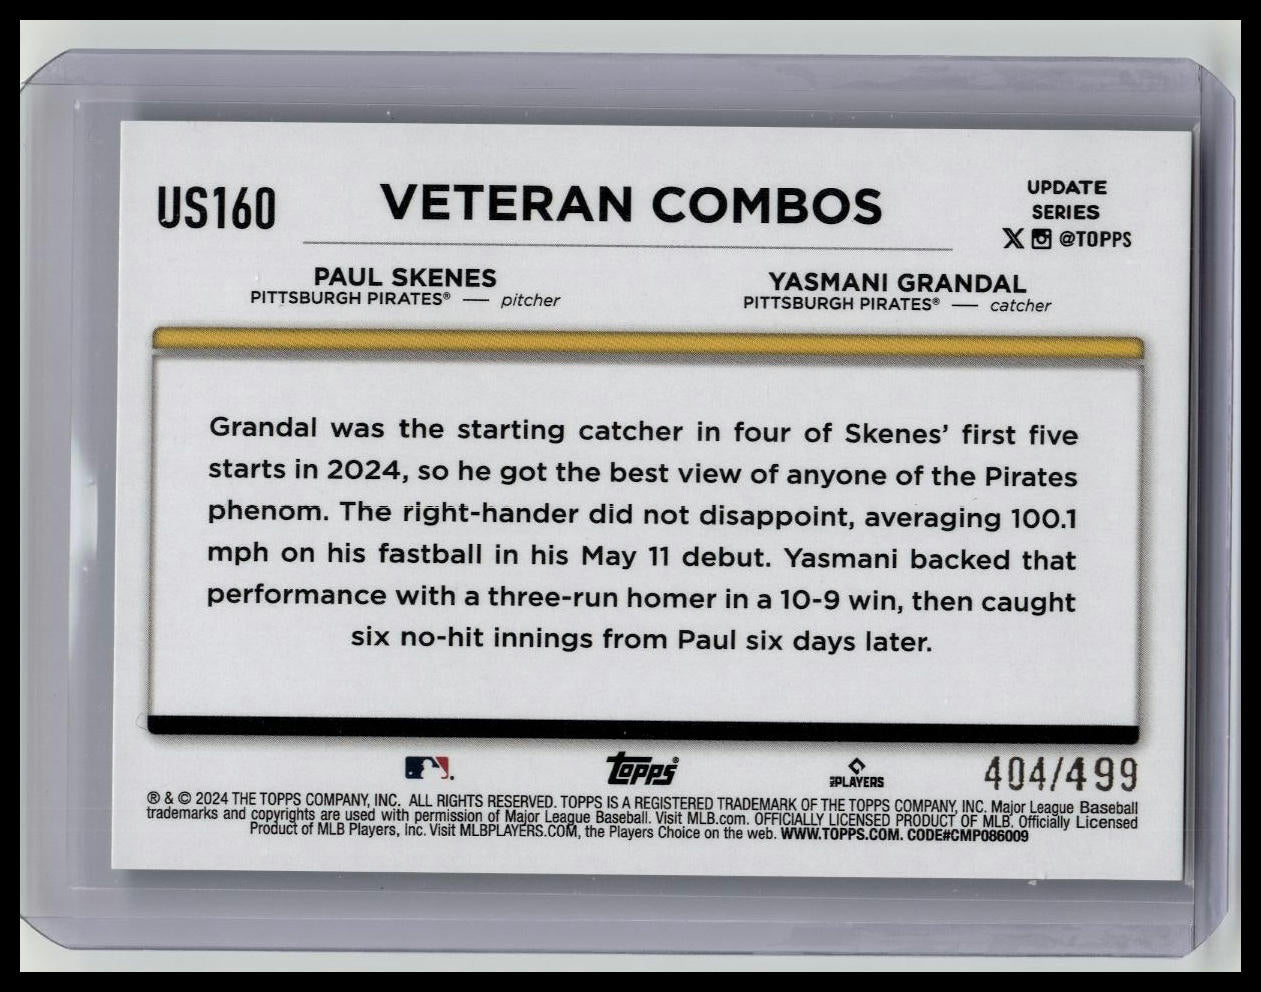 US160
VETERAN COMBOS
UPDATE
SERIES
X @TOPPS
PAUL SKENES
PITTSBURGH PIRATES® — pitcher
YASMANI GRANDAL
PITTSBURGH PIRATES® — catcher
Grandal was the starting catcher in four of Skenes’ first five
starts in 2024, so he got the best view of anyone of the Pirates
phenom. The right-hander did not disappoint, averaging 100.1
mph on his fastball in his May 11 debut. Yasmani backed that
performance with a three-run homer in a 10-9 win, then caught
six no-hit innings from Paul six days later.
topps
MLB PLAYERS
404/499
® & © 2024 THE TOPPS COMPANY, INC. ALL RIGHTS RESERVED. TOPPS IS A REGISTERED TRADEMARK OF THE TOPPS COMPANY, INC. Major League Baseball
trademarks and copyrights are used with permission of Major League Baseball. Visit MLB.com. OFFICIALLY LICENSED PRODUCT OF MLB. Officially Licensed
Product of MLB Players, Inc. Visit MLBPLAYERS.COM, the Players Choice on the web. WWW.TOPPS.COM. CODE#CMP086009